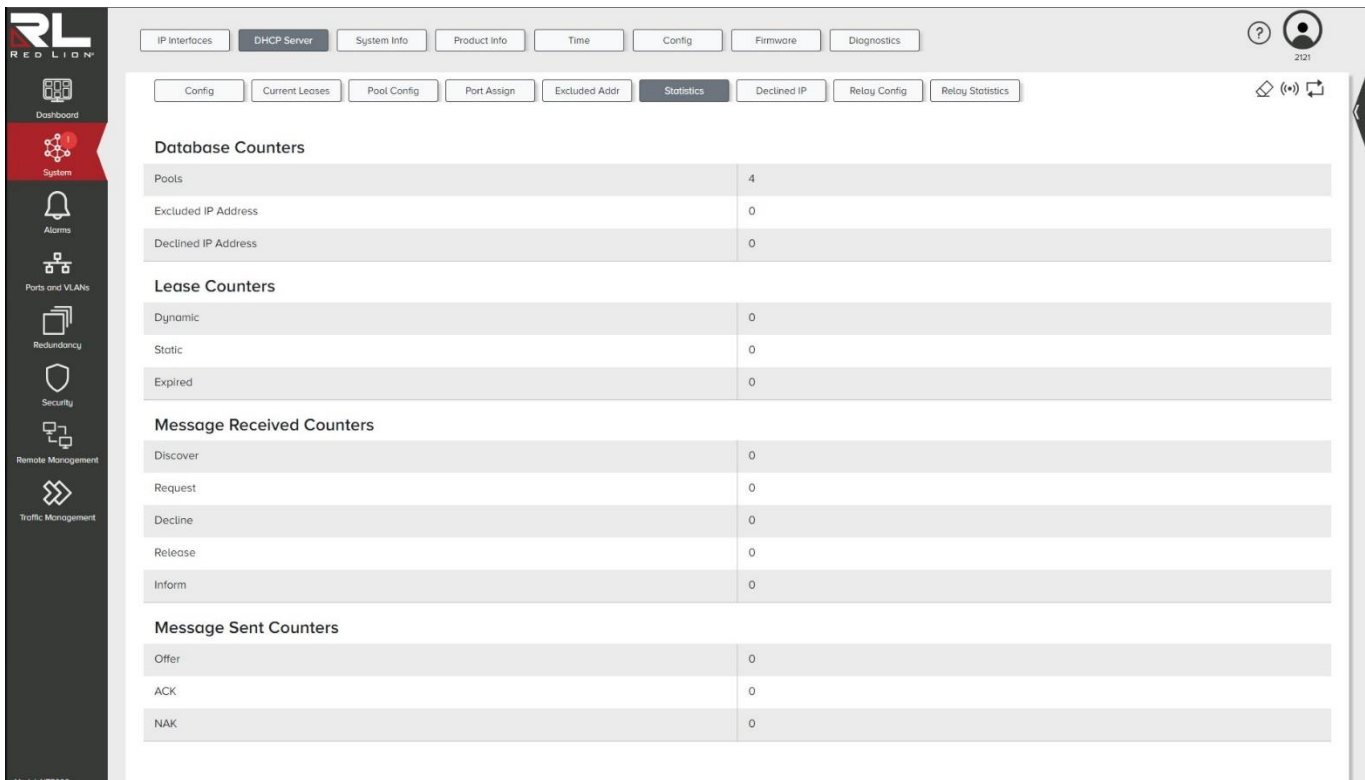 RL
RED LION®
IP Interfaces DHCP Server System Info Product Info Time Config Firmware Diagnostics
?
2121
Config Current Leases Pool Config Port Assign Excluded Addr Statistics Declined IP Relay Config Relay Statistics
Dashboard
!
System
Alarms
Ports and VLANs
Redundancy
Security
Remote Management
Traffic Management
Database Counters
Pools 4
Excluded IP Address 0
Declined IP Address 0
Lease Counters
Dynamic 0
Static 0
Expired 0
Message Received Counters
Discover 0
Request 0
Decline 0
Release 0
Inform 0
Message Sent Counters
Offer 0
ACK 0
NAK 0